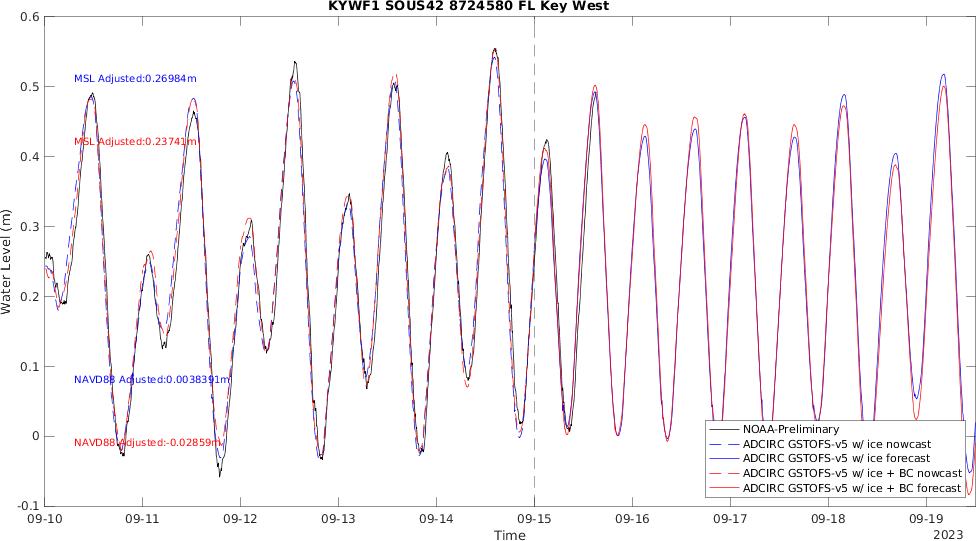 KYWF1 SOUS42 8724580 FL Key West
0.6
0.5
0.4
0.3
0.2
0.1
0
-0.1
Water Level (m)
MSL Adjusted:0.26984m
MSL Adjusted:0.23741m
NAVD88 Adjusted:0.0038391m
NAVD88 Adjusted:-0.02859m
NOAA-Preliminary
ADCIRC GSTOFS-v5 w/ ice nowcast
ADCIRC GSTOFS-v5 w/ ice forecast
ADCIRC GSTOFS-v5 w/ ice + BC nowcast
ADCIRC GSTOFS-v5 w/ ice + BC forecast
09-10 09-11 09-12 09-13 09-14 09-15 09-16 09-17 09-18 09-19
Time
2023